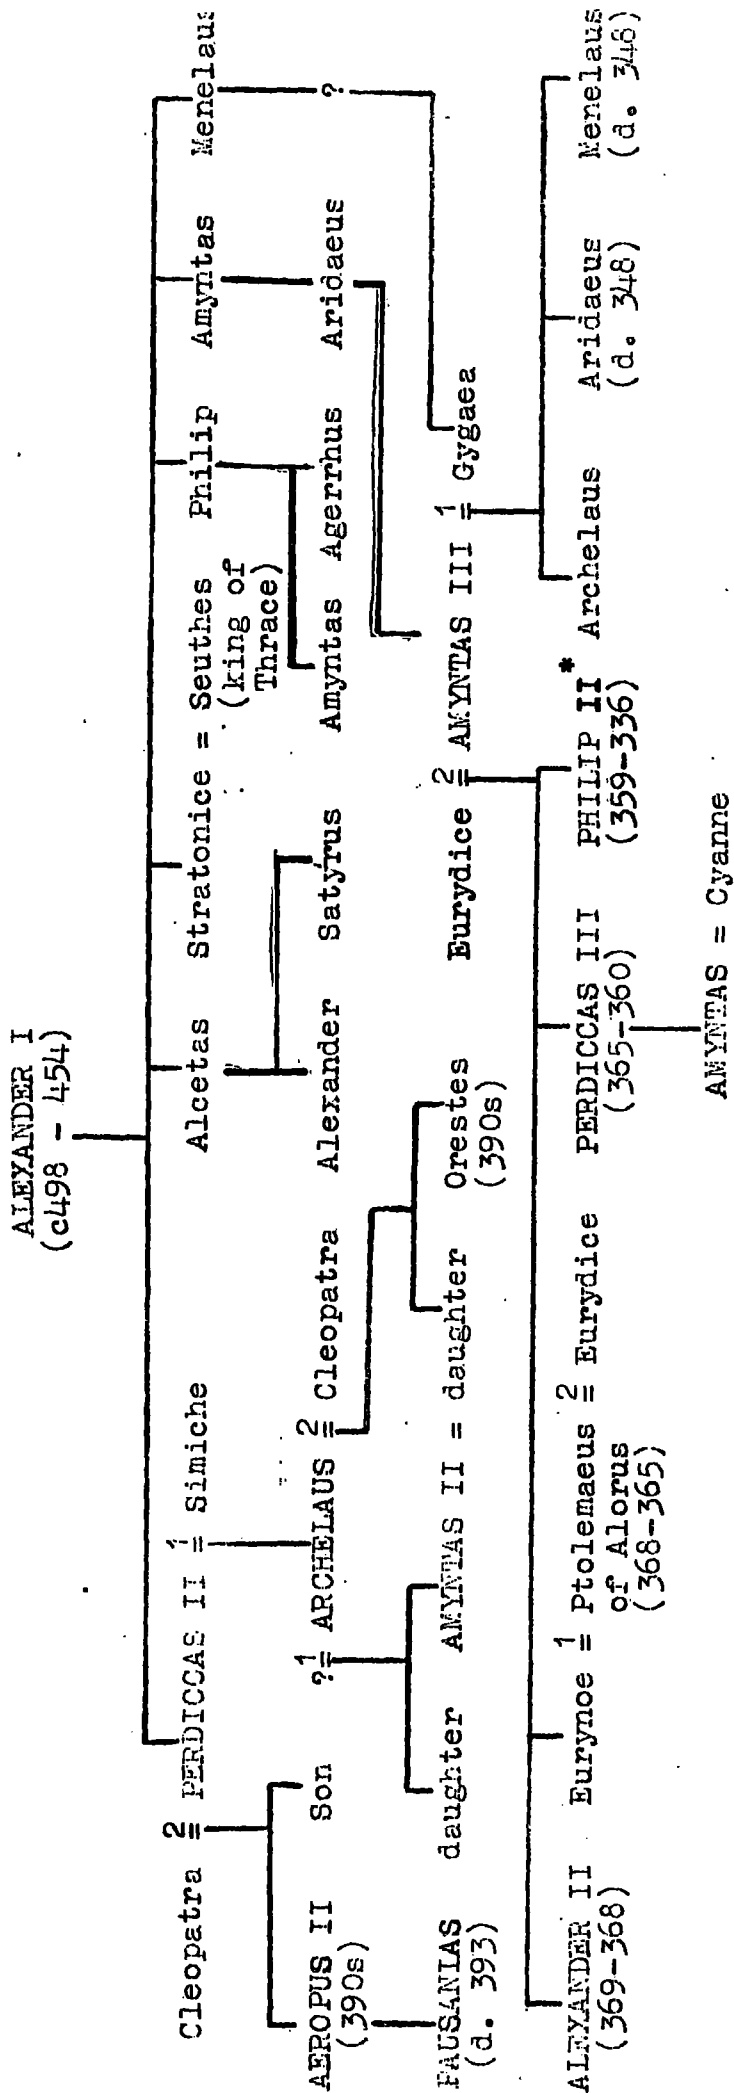 ALEXANDER I
(c498 - 454)
Cleopatra 2= PERDICCAS II 1= Simiche Alcetas Stratonice = Seuthes Philip Amyntas Menelaus
(king of
Thrace)
AEROPUS II Son ?1= ARCHELAUS 2= Cleopatra Alexander Satyrus Amyntas Agerrhus Aridaeus ?
(390s)
PAUSANIAS daughter AMYNTAS II = daughter Orestes Eurydice 2= AMYNTAS III 1= Gygaea
(d. 393) (390s)
ALEXANDER II Eurynoe 1= Ptolemaeus 2= Eurydice PERDICCAS III PHILIP II * Archelaus Aridaeus Menelaus
(369-368) of Alorus (365-360) (359-336) (d. 348) (d. 348)
(368-365)
AMYNTAS = Cyanne